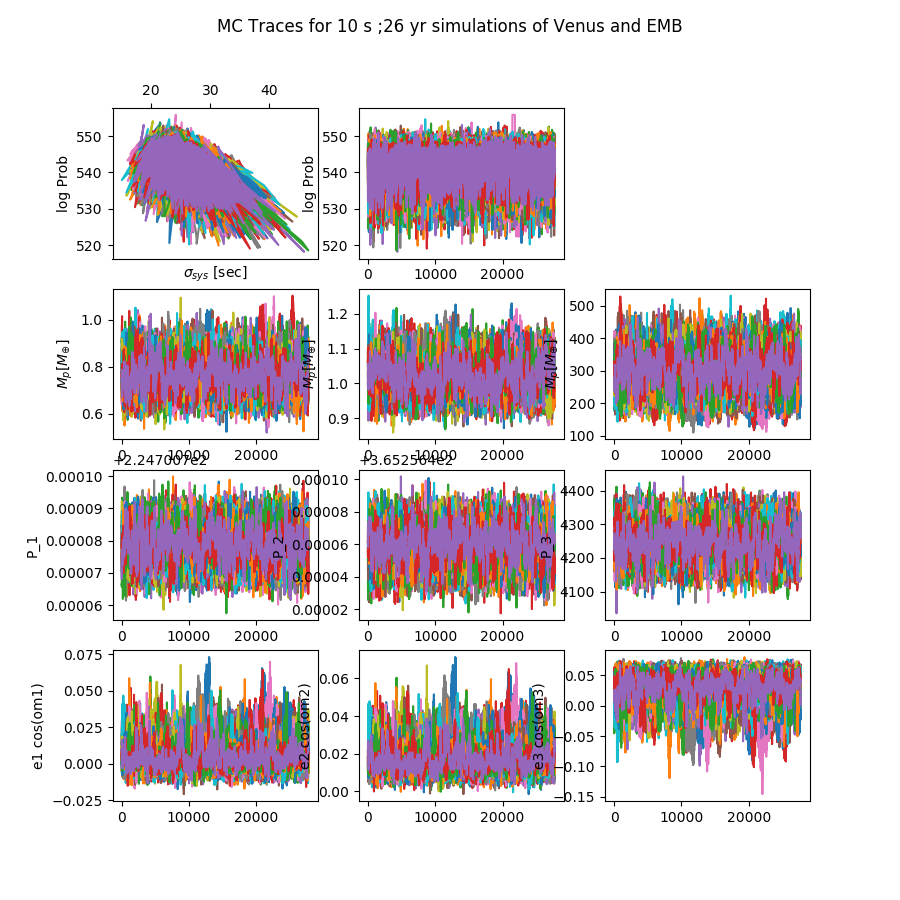 MC Traces for 10 s ;26 yr simulations of Venus and EMB
20 30 40
550
540
530
520
log Prob
σsys [sec]
550
540
530
520
log Prob
0 10000 20000
1.0
0.8
0.6
Mp[M⊕]
0 10000 20000
1.2
1.1
1.0
0.9
Mp[M⊕]
0 10000 20000
500
400
300
200
100
Mp[M⊕]
+2.247007e2
0.00010
0.00009
0.00008
0.00007
0.00006
P_1
0 10000 20000
+3.652564e2
0.00010
0.00008
0.00006
0.00004
0.00002
P_2
0 10000 20000
4400
4300
4200
4100
P_3
0 10000 20000
0.075
0.050
0.025
0.000
−0.025
e1 cos(om1)
0 10000 20000
0.06
0.04
0.02
0.00
e2 cos(om2)
0 10000 20000
0.05
0.00
−0.05
−0.10
−0.15
e3 cos(om3)
0 10000 20000